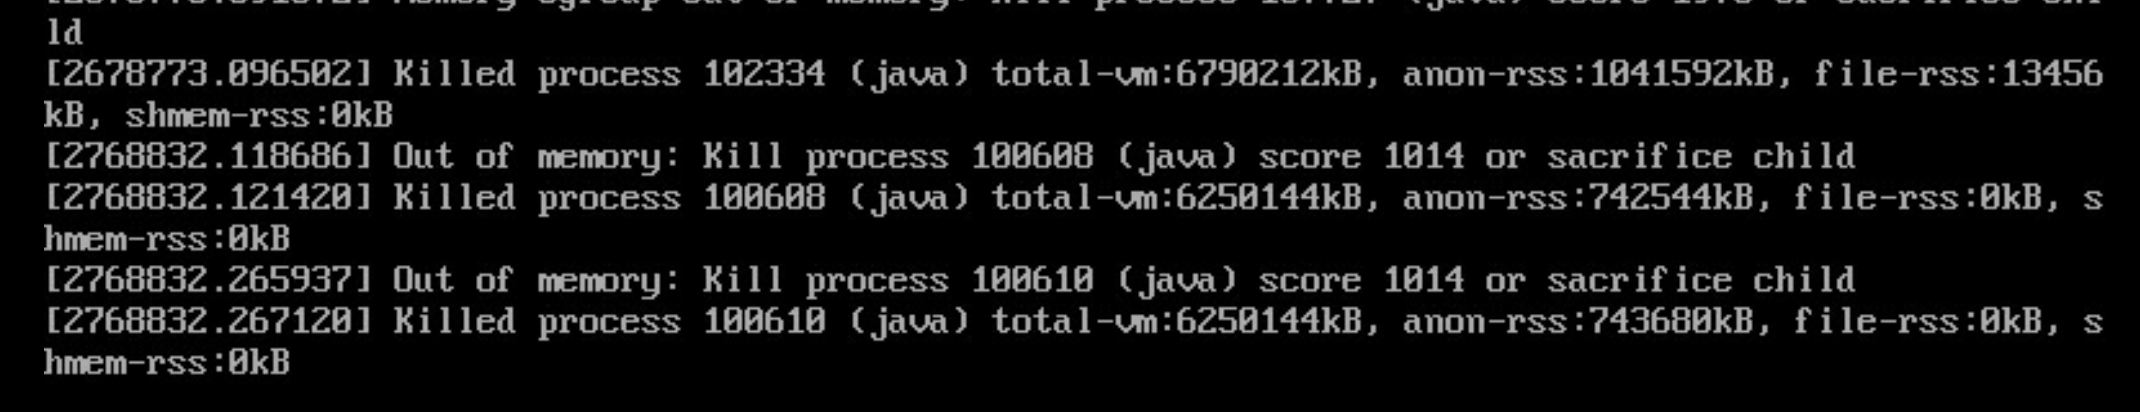 ld
[2678773.096502] Killed process 102334 (java) total-vm:6790212kB, anon-rss:1041592kB, file-rss:13456
kB, shmem-rss:0kB
[2768832.118686] Out of memory: Kill process 100608 (java) score 1014 or sacrifice child
[2768832.121420] Killed process 100608 (java) total-vm:6250144kB, anon-rss:742544kB, file-rss:0kB, s
hmem-rss:0kB
[2768832.265937] Out of memory: Kill process 100610 (java) score 1014 or sacrifice child
[2768832.267120] Killed process 100610 (java) total-vm:6250144kB, anon-rss:743680kB, file-rss:0kB, s
hmem-rss:0kB